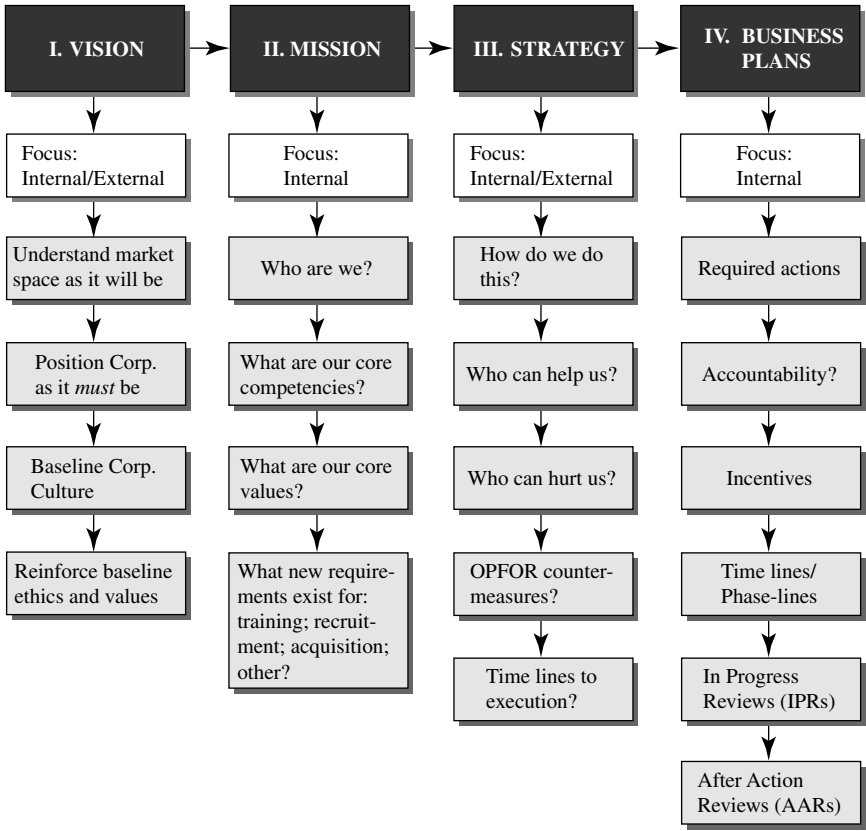 I. VISION
Focus:
Internal/External
Understand market
space as it will be
Position Corp.
as it must be
Baseline Corp.
Culture
Reinforce baseline
ethics and values
II. MISSION
Focus:
Internal
Who are we?
What are our core
competencies?
What are our core
values?
What new require-
ments exist for:
training; recruit-
ment; acquisition;
other?
III. STRATEGY
Focus:
Internal/External
How do we do
this?
Who can help us?
Who can hurt us?
OPFOR counter-
measures?
Time lines to
execution?
IV. BUSINESS
PLANS
Focus:
Internal
Required actions
Accountability?
Incentives
Time lines/
Phase-lines
In Progress
Reviews (IPRs)
After Action
Reviews (AARs)